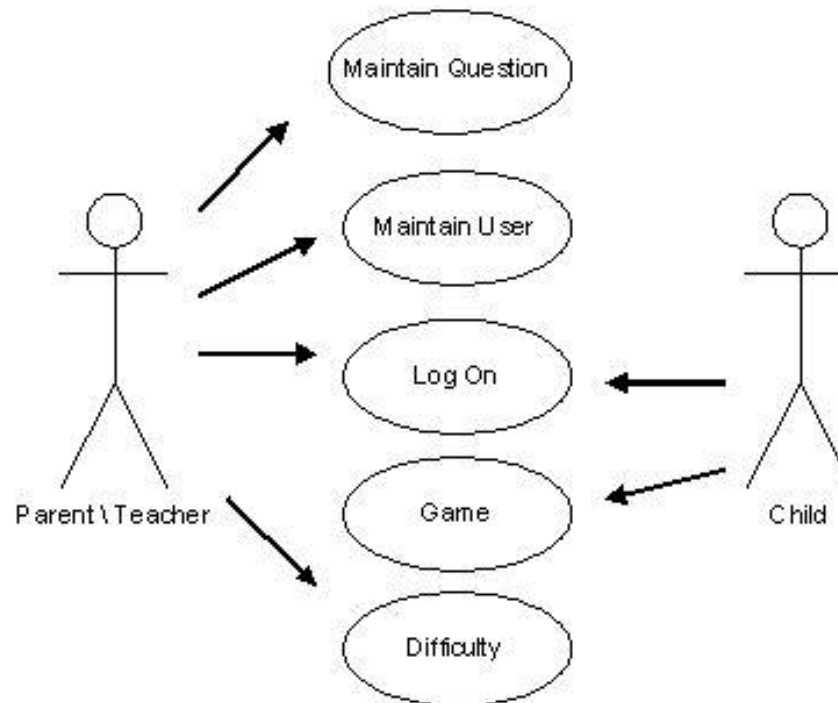 Maintain Question
Maintain User
Log On
Parent \ Teacher
Game
Child
Difficulty